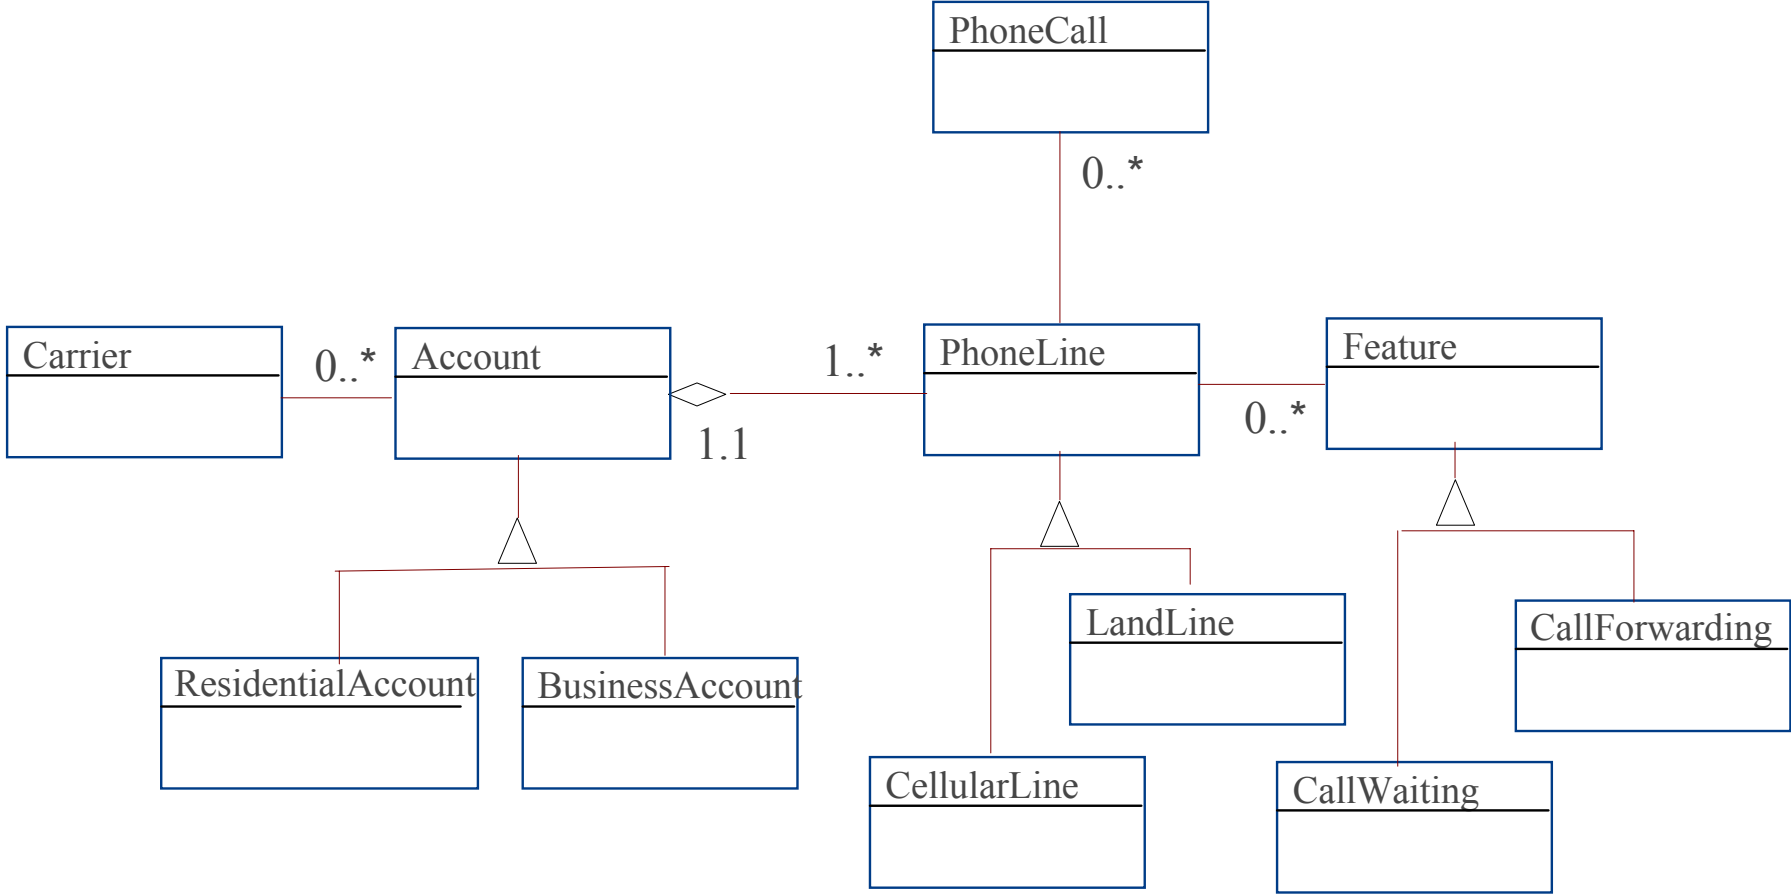 PhoneCall
0..*
Carrier
0..*
Account
1..*
1.1
PhoneLine
0..*
Feature
ResidentialAccount
BusinessAccount
LandLine
CellularLine
CallForwarding
CallWaiting